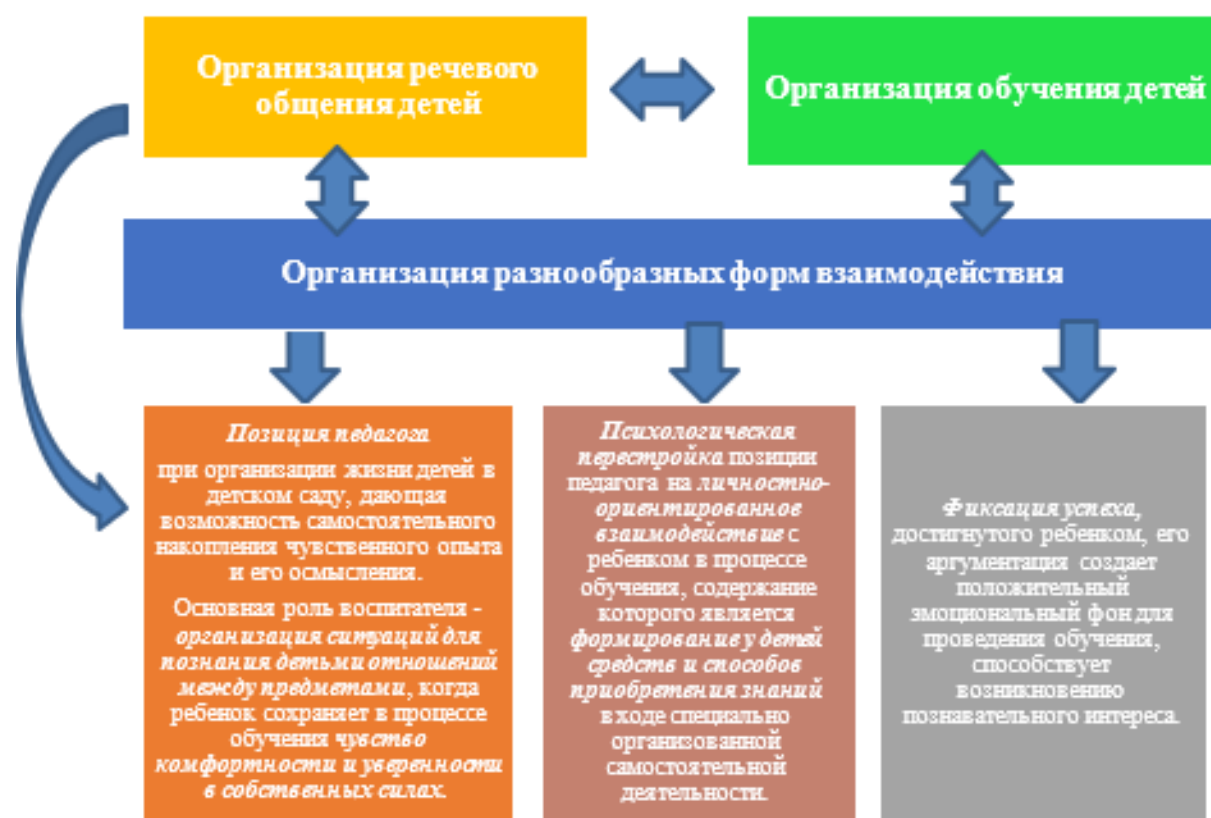 Организация речевого
общения детей
Организация обучения детей
Организация разнообразных форм взаимодействия
Позиция педагога
при организации жизни детей в
детском саду, дающая
возможность самостоятельного
накопления чувственного опыта
и его осмысления.
Основная роль воспитателя -
организация ситуаций для
познания детьми отношений
между предметами, когда
ребенок сохраняет в процессе
обучения чувство
комфортности и уверенности
в собственных силах.
Психологическая
перестройка позиции
педагога на личностно-
ориентированное
взаимодействие с
ребенком в процессе
обучения, содержание
которого является
формирование у детей
средств и способов
приобретения знаний
в ходе специально
организованной
самостоятельной
деятельности.
Фиксация успеха,
достигнутого ребенком, его
аргументация создает
положительный
эмоциональный фон для
проведения обучения,
способствует
возникновению
познавательного интереса.